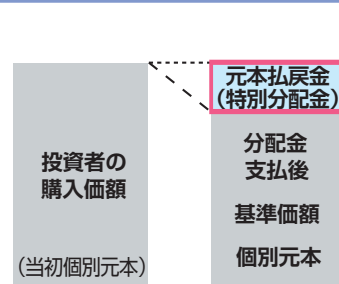 投資者の
購入価額
(当初個別元本)
元本払戻金
(特別分配金)
分配金
支払後
基準価額
個別元本